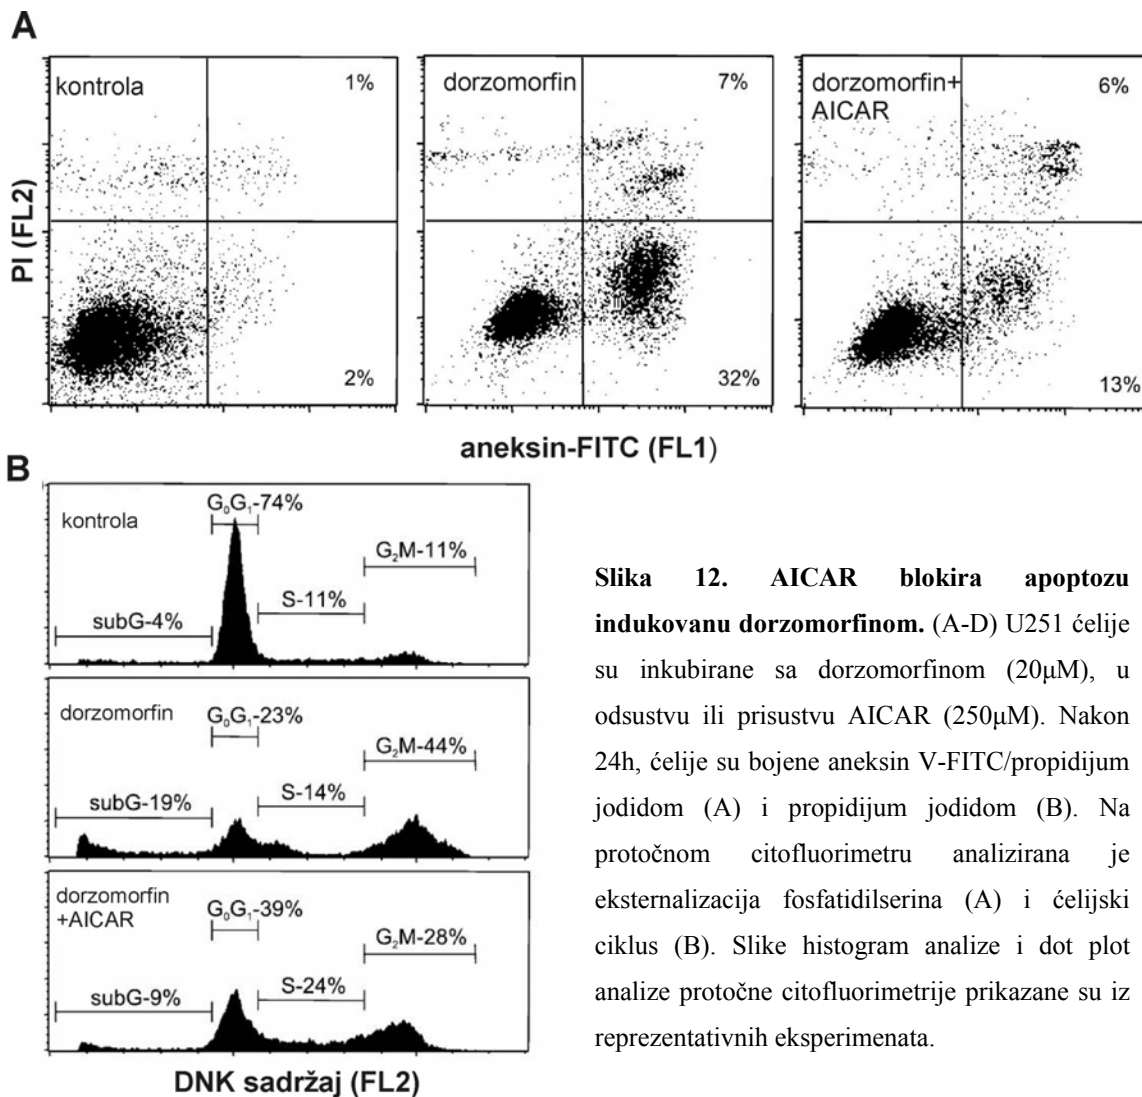 A
kontrola
1%
2%
dorzomorfin
7%
32%
dorzomorfin+
AICAR
6%
13%
PI (FL2)
aneksin-FITC (FL1)
B
kontrola
G₀G₁-74%
G₂M-11%
S-11%
subG-4%
dorzomorfin
G₀G₁-23%
G₂M-44%
S-14%
subG-19%
dorzomorfin
+AICAR
G₀G₁-39%
G₂M-28%
S-24%
subG-9%
DNK sadržaj (FL2)
Slika 12. AICAR blokira apoptozu
indukovanu dorzomorfinom. (A-D) U251 ćelije
su inkubirane sa dorzomorfinom (20μM), u
odsustvu ili prisustvu AICAR (250μM). Nakon
24h, ćelije su bojene aneksin V-FITC/propidijum
jodidom (A) i propidijum jodidom (B). Na
protočnom citofluorimetru analizirana je
eksternalizacija fosfatidilserina (A) i ćelijski
ciklus (B). Slike histogram analize i dot plot
analize protočne citofluorimetrije prikazane su iz
reprezentativnih eksperimenata.